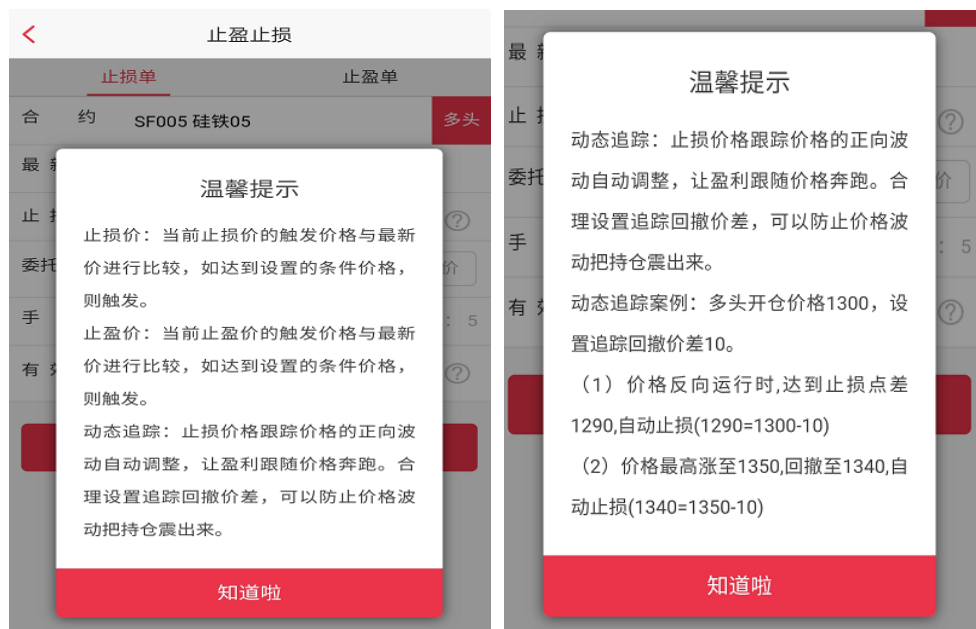 止盈止损
止损单
止盈单
合 约
SF005 硅铁05
多头
最
止
委托
价
手
: 5
有
温馨提示
止损价：当前止损价的触发价格与最新
价进行比较，如达到设置的条件价格，
则触发。
止盈价：当前止盈价的触发价格与最新
价进行比较，如达到设置的条件价格，
则触发。
动态追踪：止损价格跟踪价格的正向波
动自动调整，让盈利跟随价格奔跑。合
理设置追踪回撤价差，可以防止价格波
动把持仓震出来。
知道啦
最
止
委托
价
手
: 5
有
温馨提示
动态追踪：止损价格跟踪价格的正向波
动自动调整，让盈利跟随价格奔跑。合
理设置追踪回撤价差，可以防止价格波
动把持仓震出来。
动态追踪案例：多头开仓价格1300，设
置追踪回撤价差10。
（1）价格反向运行时,达到止损点差
1290,自动止损(1290=1300-10)
（2）价格最高涨至1350,回撤至1340,自
动止损(1340=1350-10)
知道啦